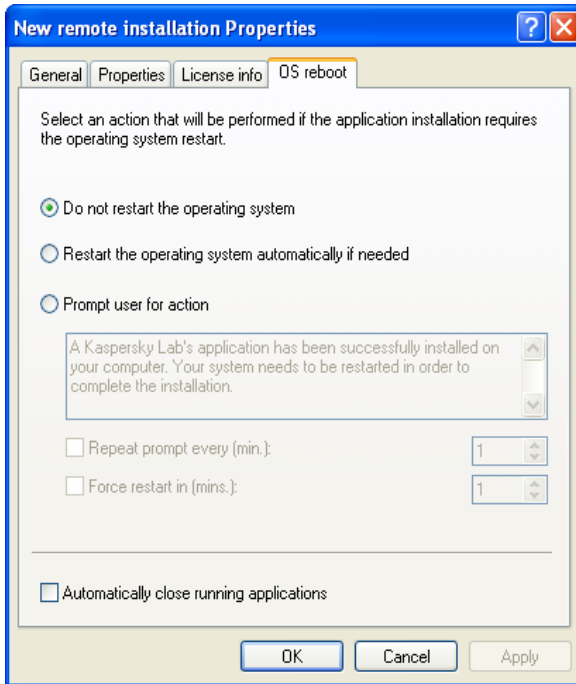 New remote installation Properties
?
General Properties License info OS reboot
Select an action that will be performed if the application installation requires
the operating system restart.
Do not restart the operating system
Restart the operating system automatically if needed
Prompt user for action
A Kaspersky Lab's application has been successfully installed on
your computer. Your system needs to be restarted in order to
complete the installation.
Repeat prompt every (min.): 1
Force restart in (mins.): 1
Automatically close running applications
OK Cancel Apply